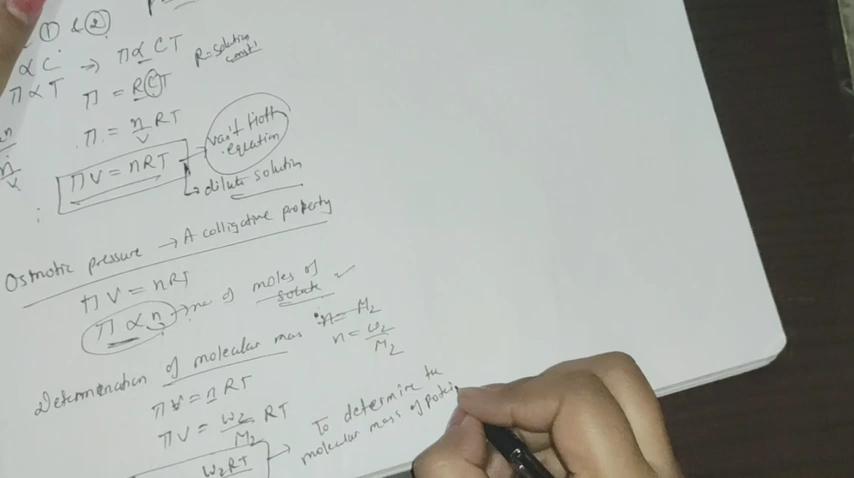 ① & ②
∝ C ⇒ π ∝ CT R = solution const
π ∝ T π = RCT
π = n/V RT
πV = nRT → van't Hoff equation
→ dilute solution
Osmotic pressure → A colligative property
πV = nRT
π ∝ n → no of moles of solute ✓
Determination of molecular mass n = M₂
n = w₂/M₂
πV = n RT
πV = w₂/M₂ RT
w₂RT → To determine the
molecular mass of protein